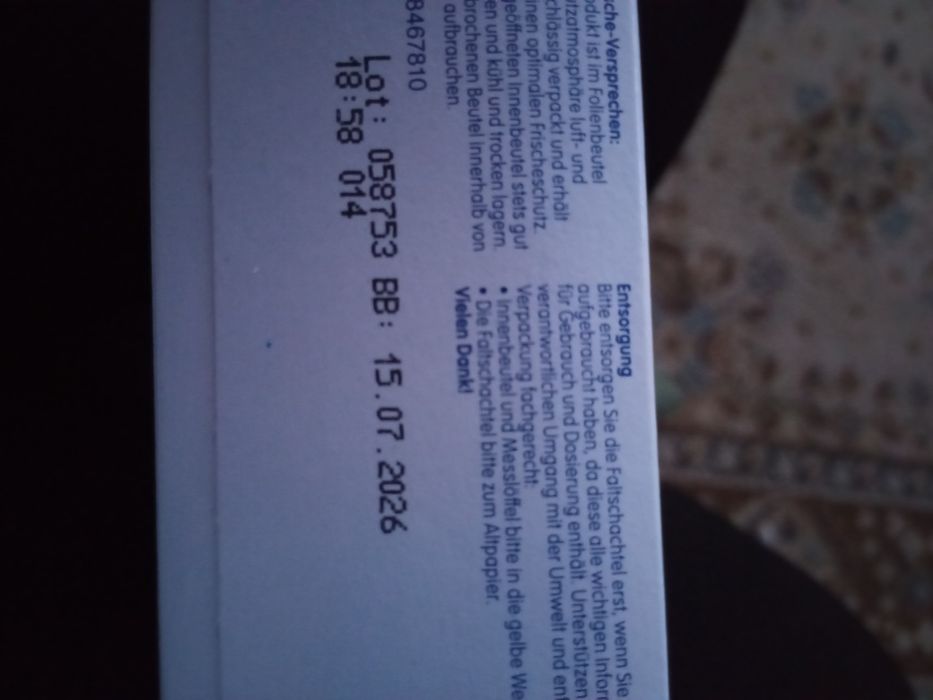 che-Versprechen:
odukt ist im Folienbeutel
tzatmosphäre luft- und
chlässig verpackt und erhält
inen optimalen Frischeschutz.
geöffneten Innenbeutel stets gut
en und kühl und trocken lagern.
brochenen Beutel innerhalb von
aufbrauchen.
8467810
Entsorgung
Bitte entsorgen Sie die Faltschachtel erst, wenn Sie
aufgebraucht haben, da diese alle wichtigen Infor
für Gebrauch und Dosierung enthält. Unterstützen
verantwortlichen Umgang mit der Umwelt und ent
Verpackung fachgerecht:
• Innenbeutel und Messlöffel bitte in die gelbe We
• Die Faltschachtel bitte zum Altpapier.
Vielen Dank!
Lot: 058753 BB: 15.07.2026
18:58 014